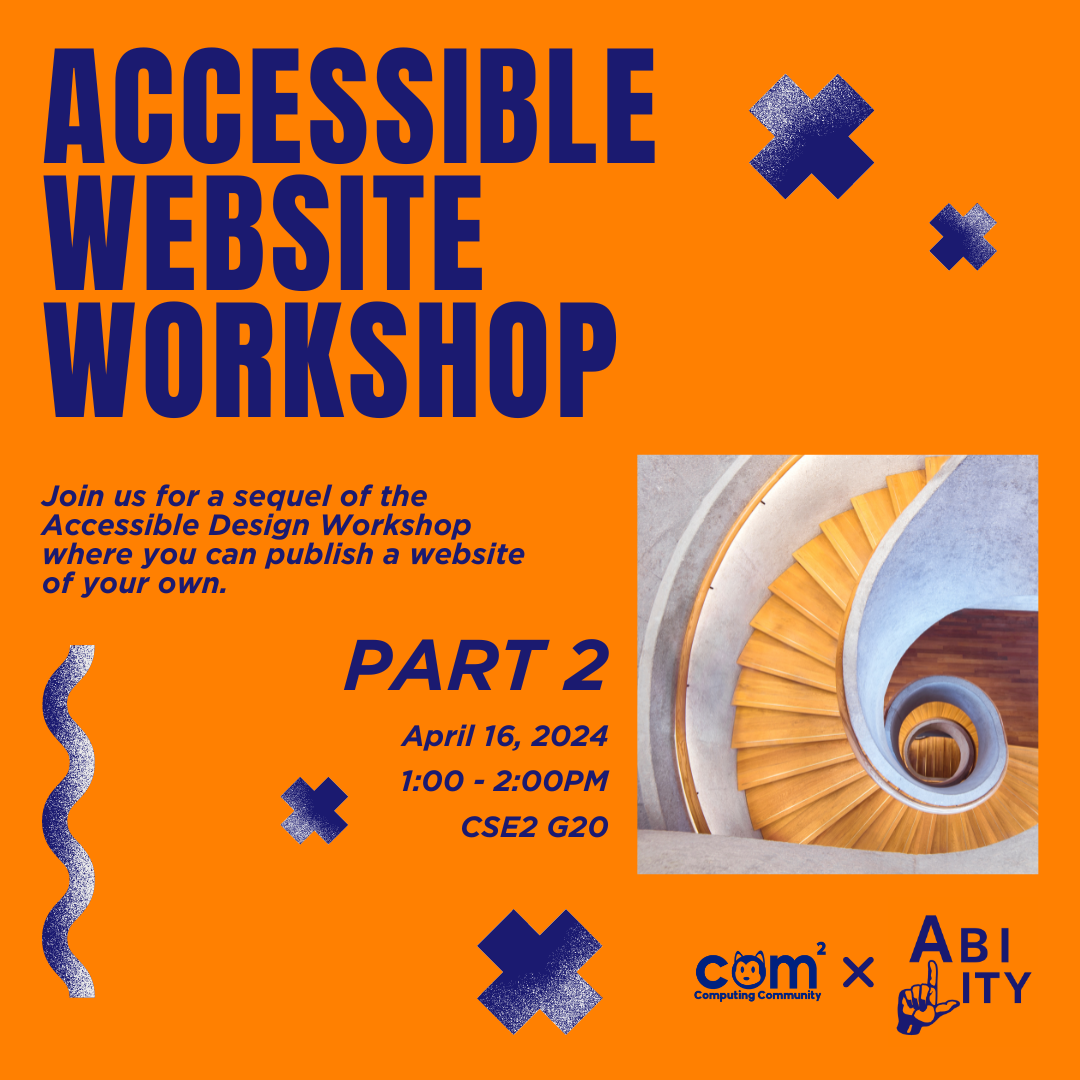 ACCESSIBLE
WEBSITE
WORKSHOP
Join us for a sequel of the
Accessible Design Workshop
where you can publish a website
of your own.
PART 2
April 16, 2024
1:00 - 2:00PM
CSE2 G20
com2
Computing Community
X
ABI
LITY